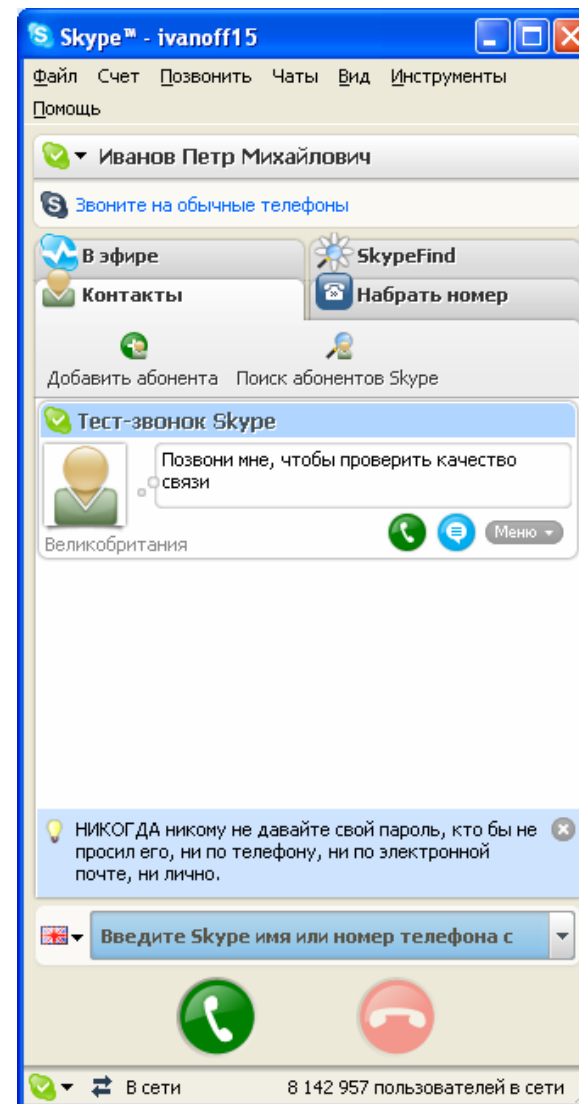 Skype™ - ivanoff15
Файл Счет Позвонить Чаты Вид Инструменты
Помощь
Иванов Петр Михайлович
Звоните на обычные телефоны
В эфире SkypeFind
Контакты Набрать номер
Добавить абонента Поиск абонентов Skype
Тест-звонок Skype
Позвони мне, чтобы проверить качество
связи
Великобритания Меню
НИКОГДА никому не давайте свой пароль, кто бы не
просил его, ни по телефону, ни по электронной
почте, ни лично.
Введите Skype имя или номер телефона с
В сети 8 142 957 пользователей в сети